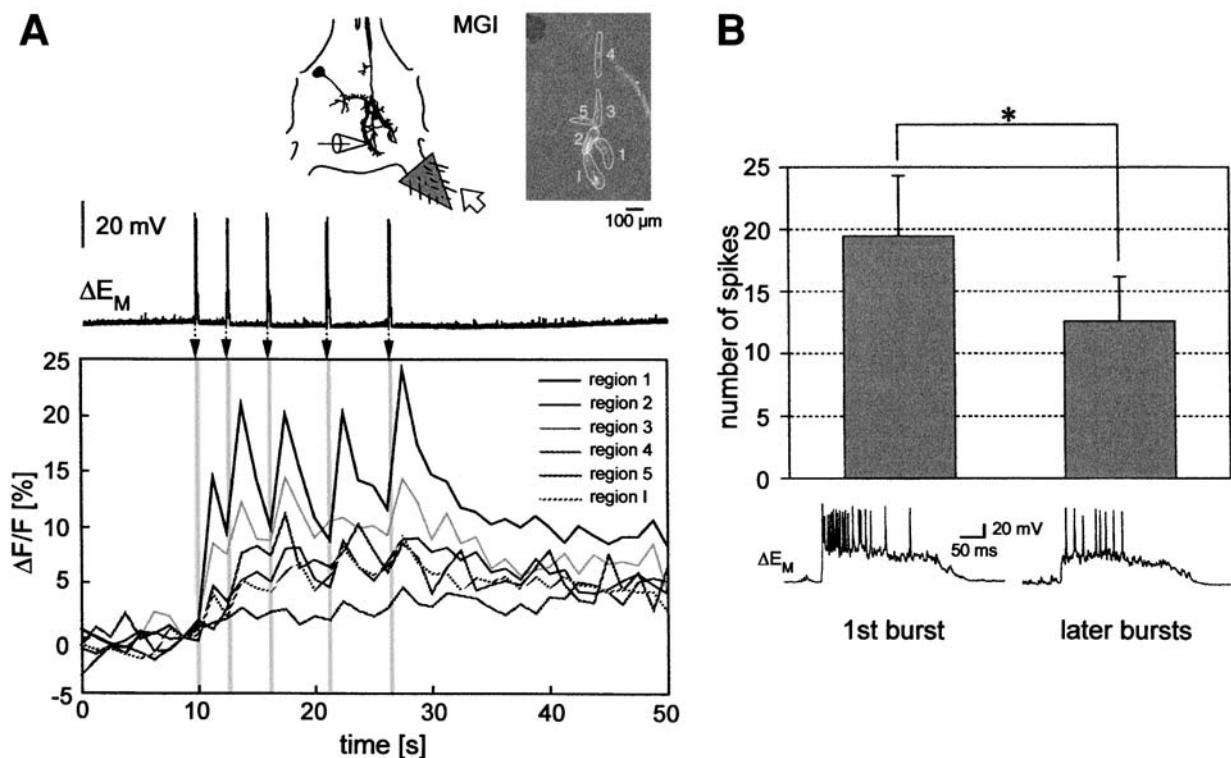 A
MGI
4
5
3
2
1
I
100 µm
20 mV
ΔE_M
25
20
15
10
5
0
-5
ΔF/F [%]
region 1
region 2
region 3
region 4
region 5
region I
0 10 20 30 40 50
time [s]
B
*
25
20
15
10
5
0
number of spikes
20 mV
50 ms
ΔE_M
1st burst
later bursts